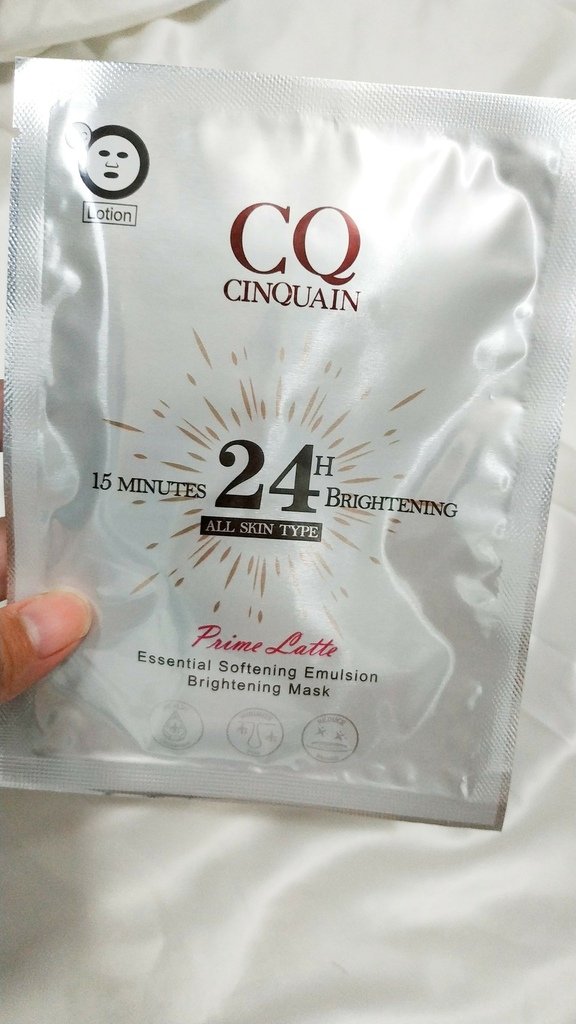 Lotion
CQ
CINQUAIN
15 MINUTES 24H BRIGHTENING
ALL SKIN TYPE
Prime Latte
Essential Softening Emulsion
Brightening Mask